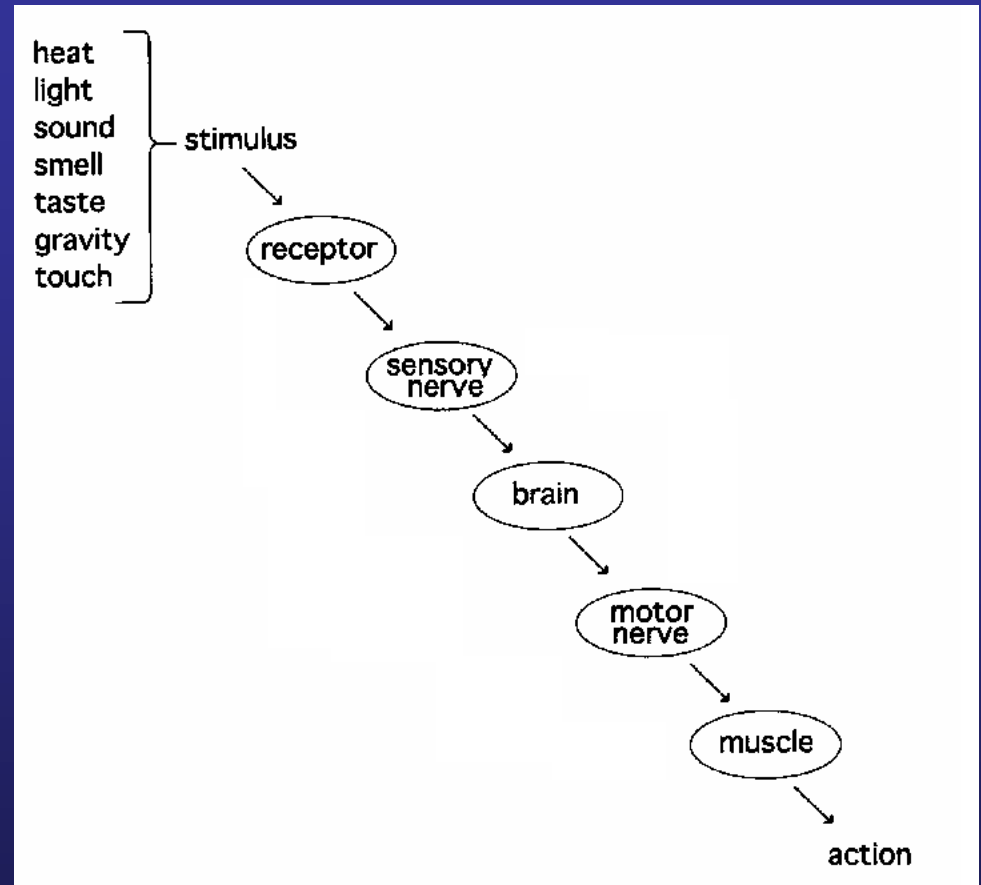 heat
light
sound
smell
taste
gravity
touch
stimulus
receptor
sensory
nerve
brain
motor
nerve
muscle
action